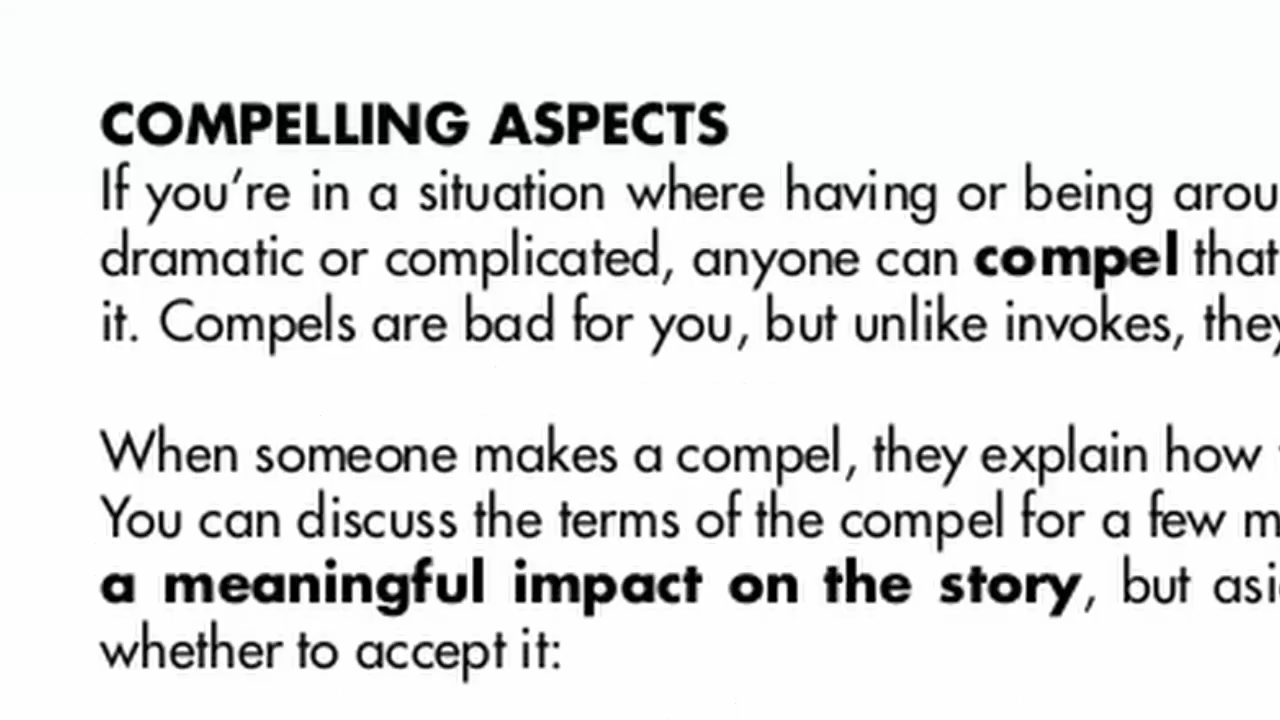 COMPELLING ASPECTS
If you're in a situation where having or being arou
dramatic or complicated, anyone can compel that
it. Compels are bad for you, but unlike invokes, they
When someone makes a compel, they explain how
You can discuss the terms of the compel for a few m
a meaningful impact on the story, but asi
whether to accept it: